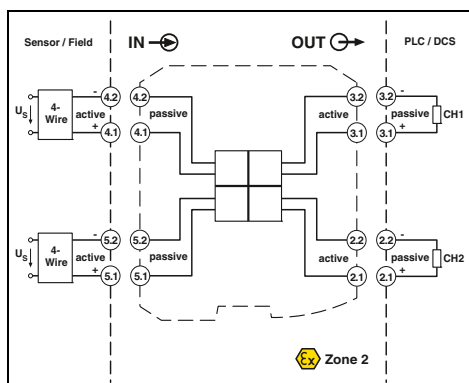 Sensor / Field
IN
OUT
PLC / DCS
US
4-Wire
-
active
+
4.2
4.1
4.2
passive
4.1
3.2
active
3.1
3.2
-
passive
+
3.1
CH1
US
4-Wire
-
active
+
5.2
5.1
5.2
passive
5.1
2.2
active
2.1
2.2
-
passive
+
2.1
CH2
Ex Zone 2